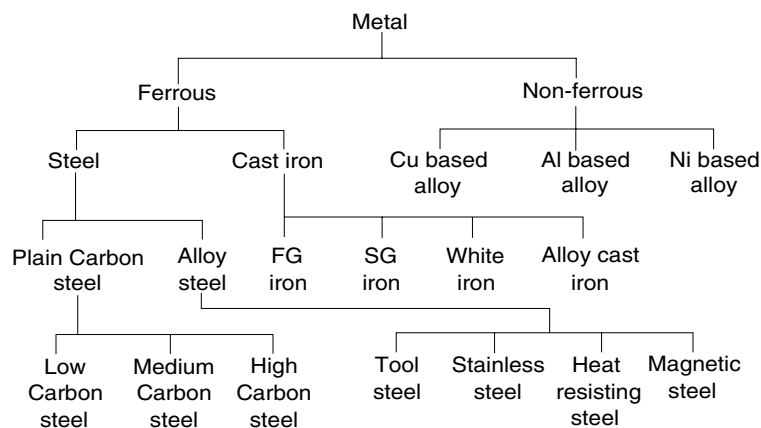 Metal
Ferrous
Non-ferrous
Steel
Cast iron
Cu based
alloy
Al based
alloy
Ni based
alloy
Plain Carbon
steel
Alloy
steel
FG
iron
SG
iron
White
iron
Alloy cast
iron
Low
Carbon
steel
Medium
Carbon
steel
High
Carbon
steel
Tool
steel
Stainless
steel
Heat
resisting
steel
Magnetic
steel